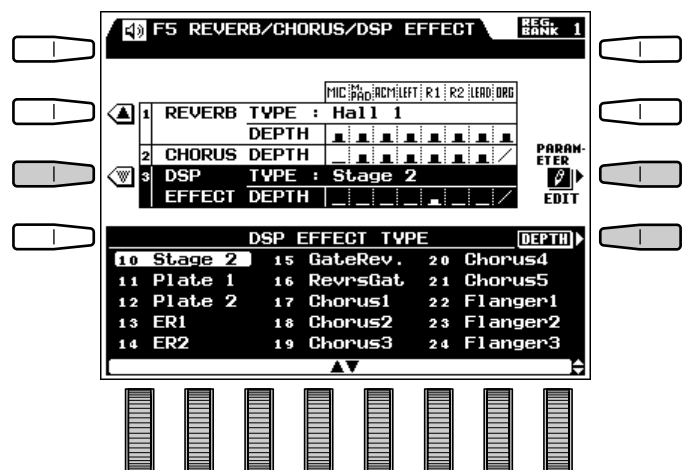 F5 REVERB/CHORUS/DSP EFFECT REG. BANK 1
MIC M. PAD ACM LEFT R1 R2 LEAD ORG
1 REVERB TYPE : Hall 1
DEPTH
2 CHORUS DEPTH
3 DSP TYPE : Stage 2
EFFECT DEPTH
PARAM-
ETER
EDIT
DSP EFFECT TYPE DEPTH
10 Stage 2 15 GateRev. 20 Chorus4
11 Plate 1 16 RevrsGat 21 Chorus5
12 Plate 2 17 Chorus1 22 Flanger1
13 ER1 18 Chorus2 23 Flanger2
14 ER2 19 Chorus3 24 Flanger3